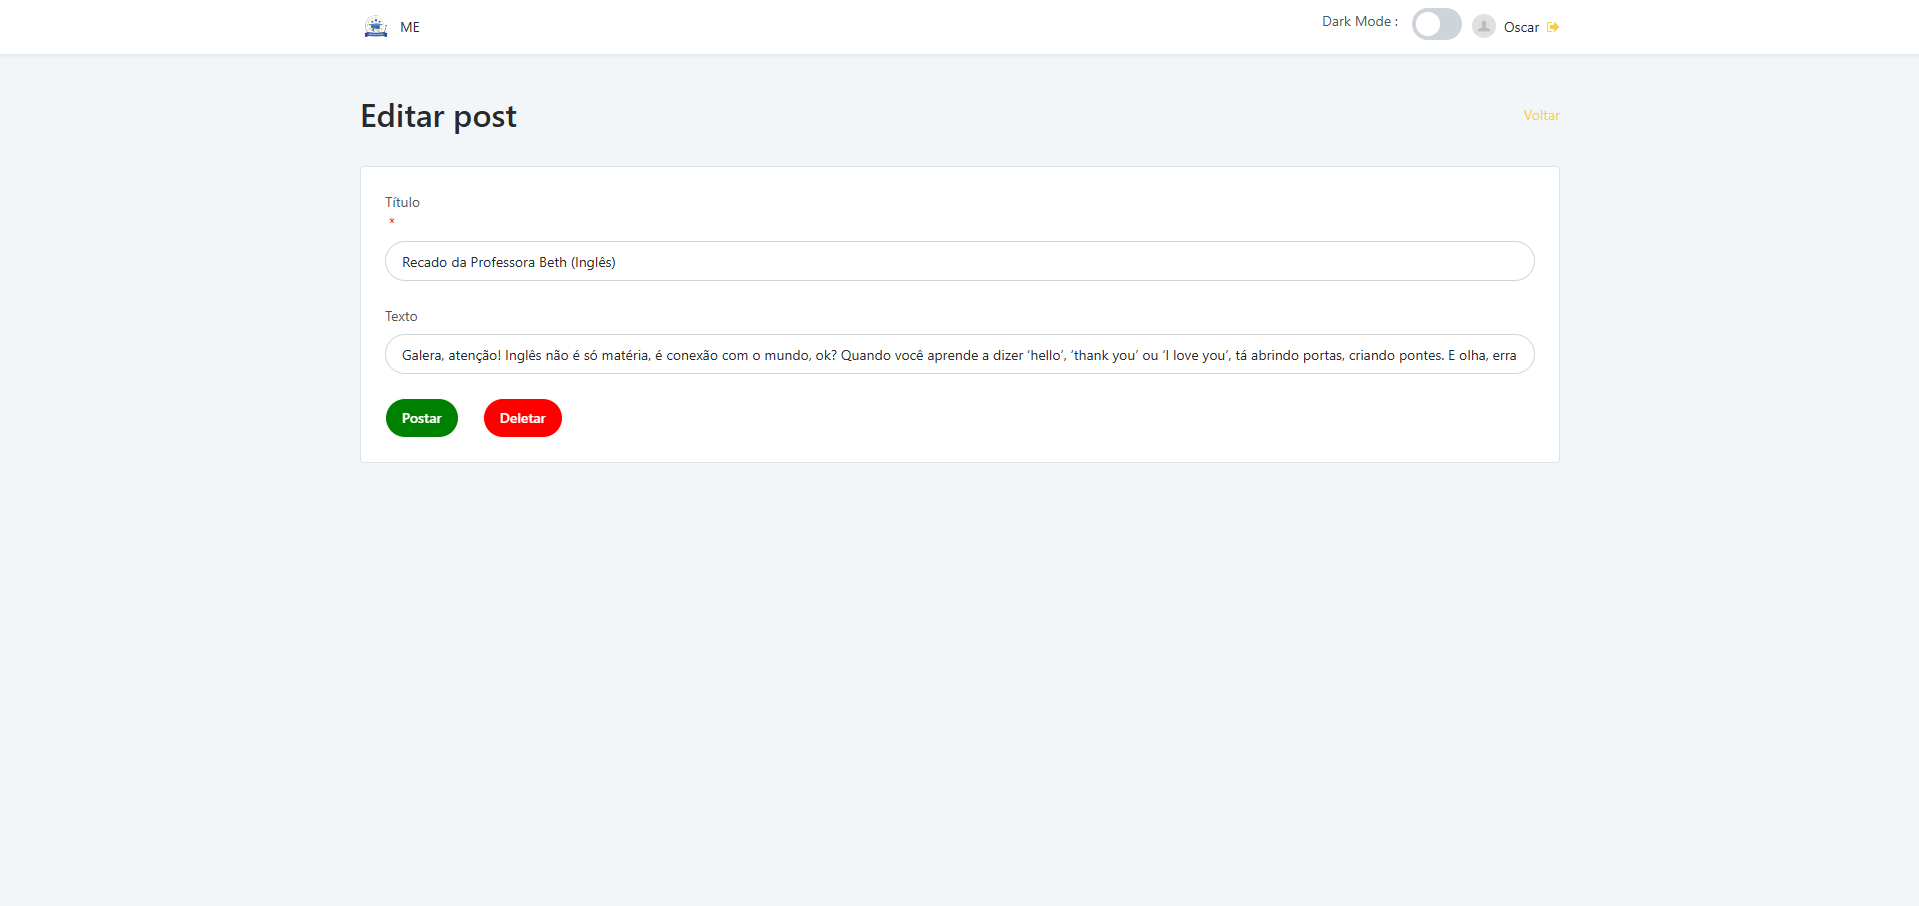 ME
Dark Mode :
Oscar
Editar post
Voltar
Título
*
Recado da Professora Beth (Inglês)
Texto
Galera, atenção! Inglês não é só matéria, é conexão com o mundo, ok? Quando você aprende a dizer ‘hello’, ‘thank you’ ou ‘I love you’, tá abrindo portas, criando pontes. E olha, erra
Postar
Deletar